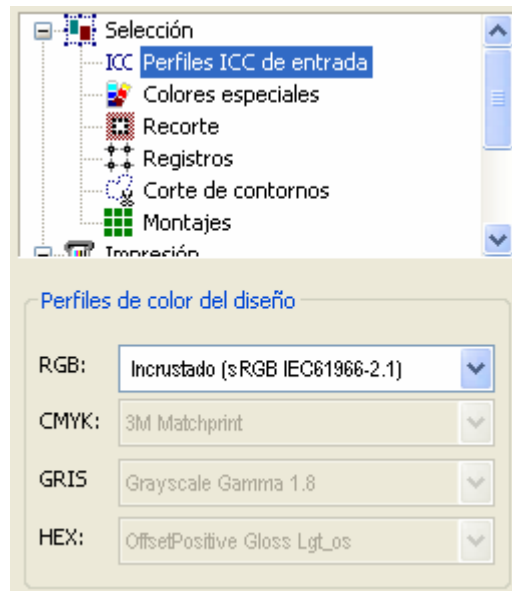 Selección
ICC Perfiles ICC de entrada
Colores especiales
Recorte
Registros
Corte de contornos
Montajes
Impresión
Perfiles de color del diseño
RGB: Incrustado (sRGB IEC61966-2.1)
CMYK: 3M Matchprint
GRIS Grayscale Gamma 1.8
HEX: OffsetPositive Gloss Lgt_os